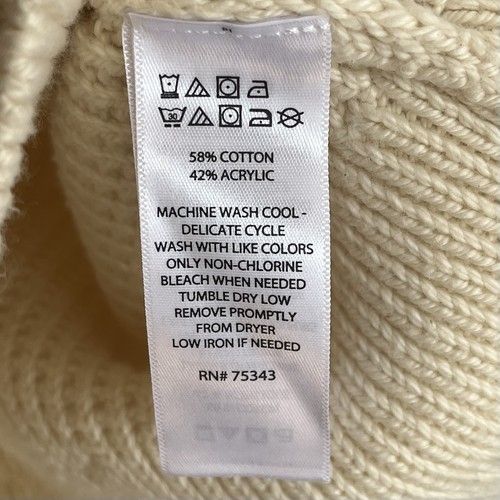 30
58% COTTON
42% ACRYLIC
MACHINE WASH COOL -
DELICATE CYCLE
WASH WITH LIKE COLORS
ONLY NON-CHLORINE
BLEACH WHEN NEEDED
TUMBLE DRY LOW
REMOVE PROMPTLY
FROM DRYER
LOW IRON IF NEEDED
RN# 75343